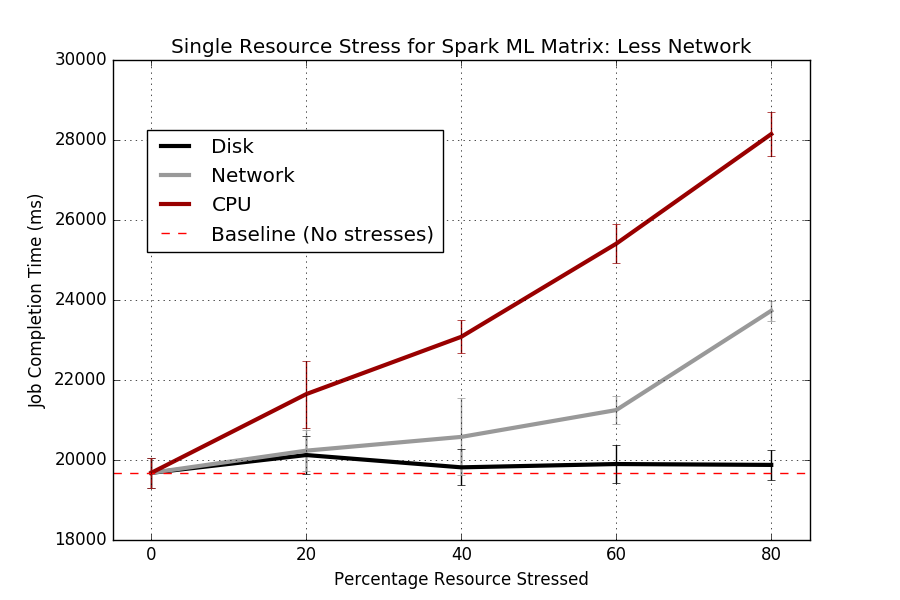 Single Resource Stress for Spark ML Matrix: Less Network
30000
28000
26000
24000
22000
20000
18000
Job Completion Time (ms)
Disk
Network
CPU
Baseline (No stresses)
0 20 40 60 80
Percentage Resource Stressed